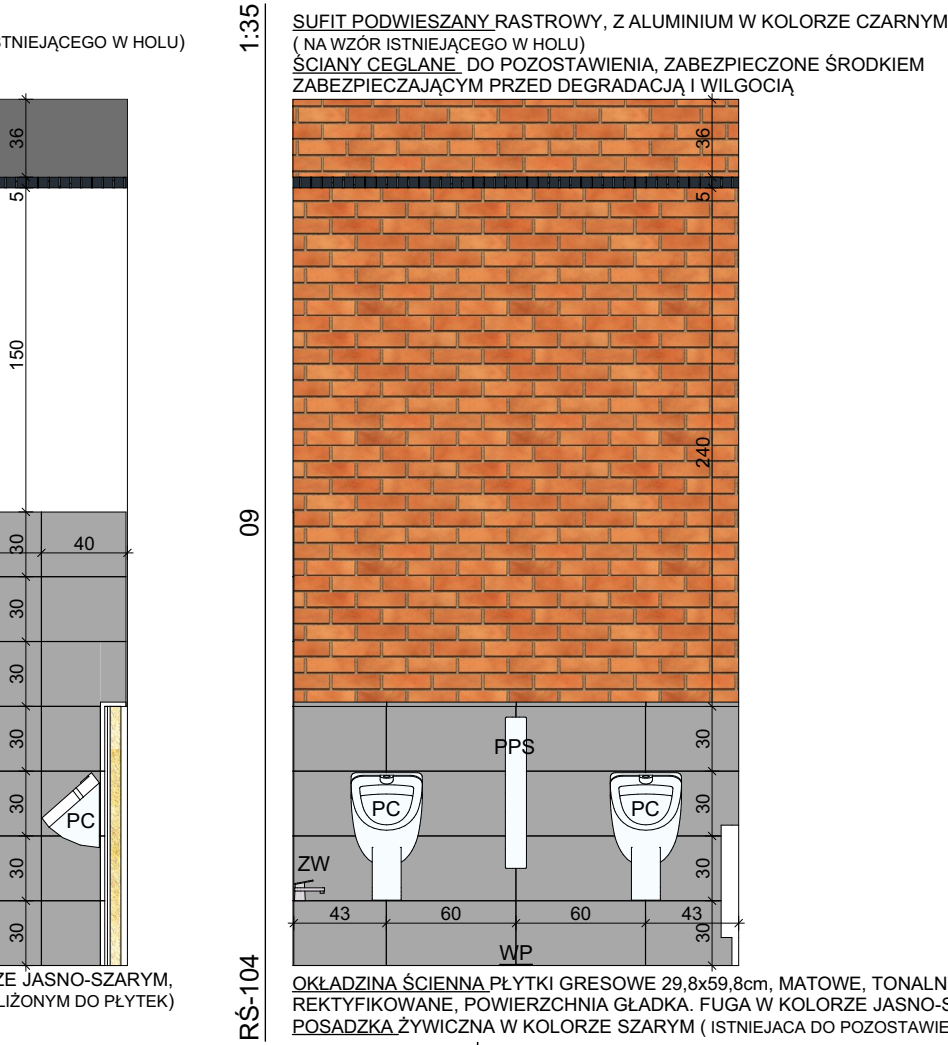 STNIEJĄCEGO W HOLU)
36
5
150
30
40
30
30
30
30
PC
30
30
ZE JASNO-SZARYM,
LIŻONYM DO PŁYTEK)
1:35
09
RŚ-104
SUFIT PODWIESZANY RASTROWY, Z ALUMINIUM W KOLORZE CZARNYM
( NA WZÓR ISTNIEJĄCEGO W HOLU)
ŚCIANY CEGLANE DO POZOSTAWIENIA, ZABEZPIECZONE ŚRODKIEM
ZABEZPIECZAJĄCYM PRZED DEGRADACJĄ I WILGOCIĄ
36
5
240
PPS
30
PC
PC
30
ZW
30
43
60
60
43
30
WP
OKŁADZINA ŚCIENNA PŁYTKI GRESOWE 29,8x59,8cm, MATOWE, TONALN
REKTYFIKOWANE, POWIERZCHNIA GŁADKA. FUGA W KOLORZE JASNO-S
POSADZKA ŻYWICZNA W KOLORZE SZARYM ( ISTNIEJACA DO POZOSTAWIE